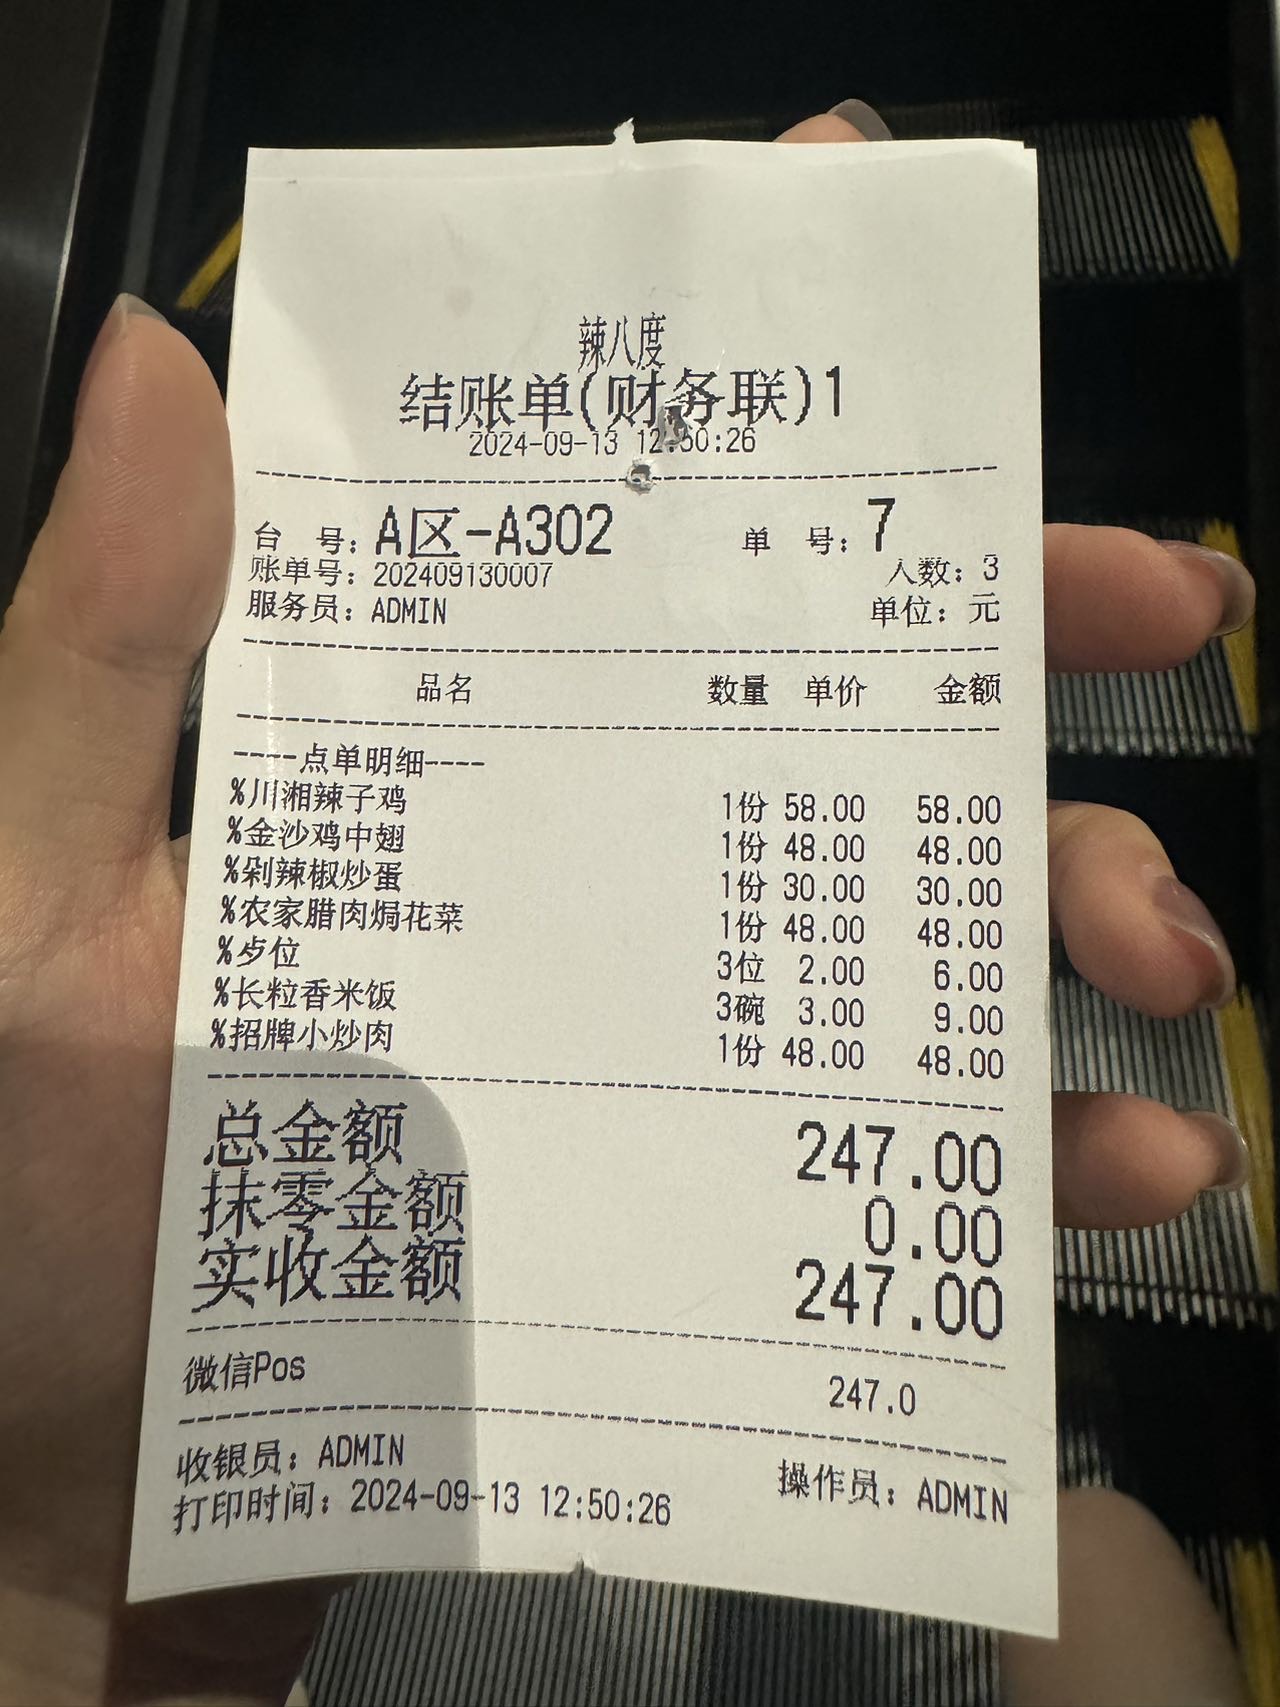 辣八度
结账单(财务联)1
2024-09-13 12:50:26
台 号: A区-A302 单 号: 7
账单号: 202409130007 人数: 3
服务员: ADMIN 单位: 元
品名 数量 单价 金额
----点单明细----
%川湘辣子鸡 1份 58.00 58.00
%金沙鸡中翅 1份 48.00 48.00
%剁辣椒炒蛋 1份 30.00 30.00
%农家腊肉焗花菜 1份 48.00 48.00
%歺位 3位 2.00 6.00
%长粒香米饭 3碗 3.00 9.00
%招牌小炒肉 1份 48.00 48.00
总金额 247.00
抹零金额 0.00
实收金额 247.00
微信Pos 247.0
收银员: ADMIN 操作员: ADMIN
打印时间: 2024-09-13 12:50:26